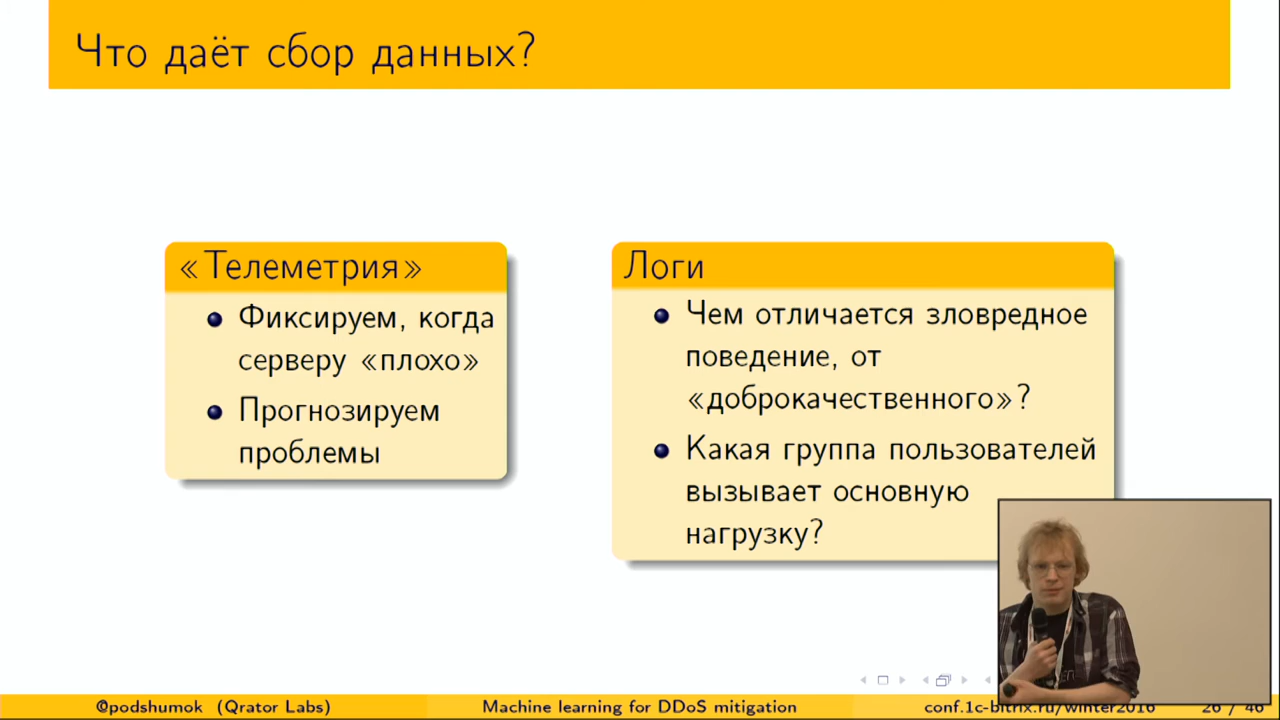 Что даёт сбор данных?
«Телеметрия»
Фиксируем, когда
серверу «плохо»
Прогнозируем
проблемы
Логи
Чем отличается зловредное
поведение, от
«доброкачественного»?
Какая группа пользователей
вызывает основную
нагрузку?
@podshumok (Qrator Labs) Machine learning for DDoS mitigation conf.1c-bitrix.ru/winter2016 26 / 46